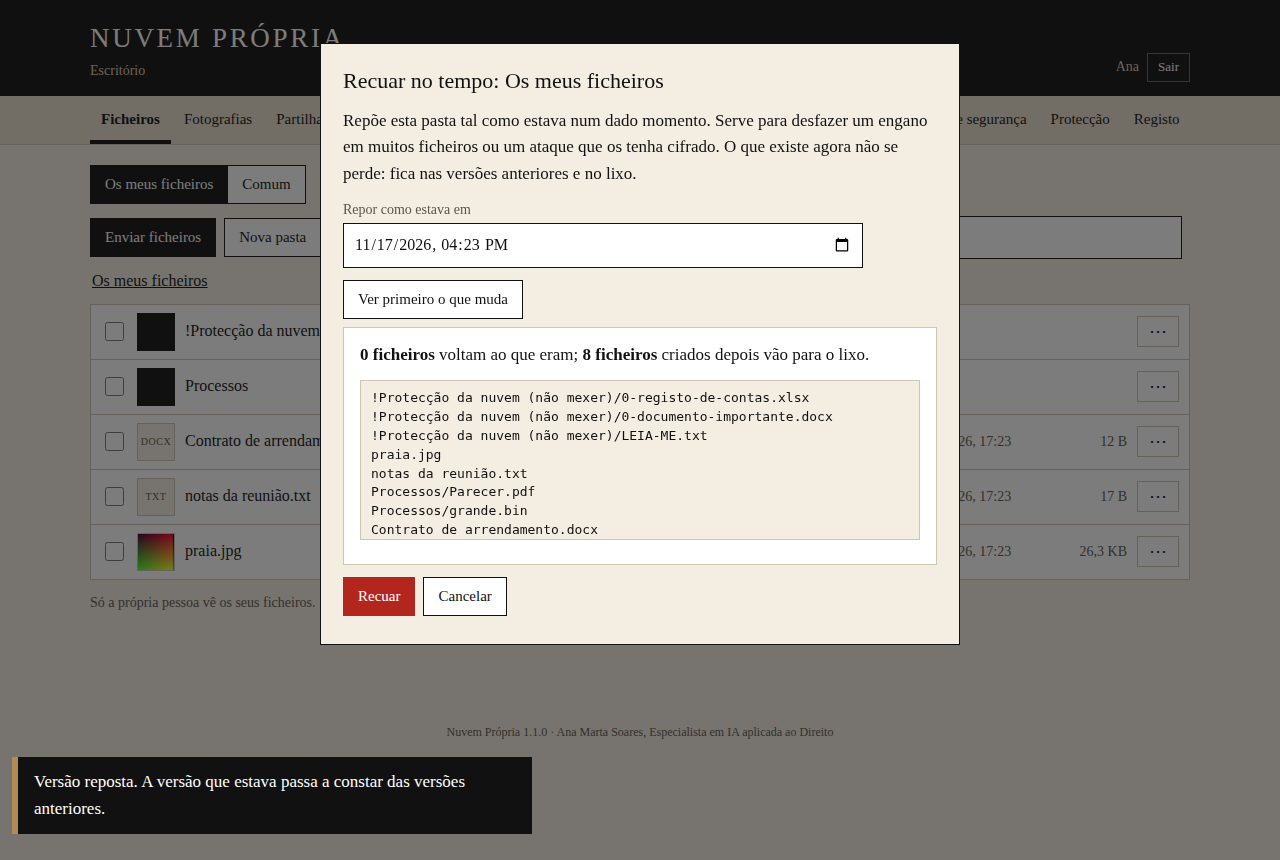 NUVEM PRÓPRIA
Escritório
Ana
Sair
Ficheiros
Fotografias
segurança
Protecção
Registo
Os meus ficheiros
Comum
Enviar ficheiros
Nova pasta
Os meus ficheiros
!Protecção da nuvem
Processos
DOCX
26, 17:23
12 B
TXT
notas da reunião.txt
26, 17:23
17 B
praia.jpg
26, 17:23
26,3 KB
Só a própria pessoa vê os seus ficheiros.
Recuar no tempo: Os meus ficheiros
Repõe esta pasta tal como estava num dado momento. Serve para desfazer um engano
em muitos ficheiros ou um ataque que os tenha cifrado. O que existe agora não se
perde: fica nas versões anteriores e no lixo.
Repor como estava em
11/17/2026, 04:23 PM
Ver primeiro o que muda
0 ficheiros voltam ao que eram; 8 ficheiros criados depois vão para o lixo.
!Protecção da nuvem (não mexer)/0-registo-de-contas.xlsx
!Protecção da nuvem (não mexer)/0-documento-importante.docx
!Protecção da nuvem (não mexer)/LEIA-ME.txt
praia.jpg
notas da reunião.txt
Processos/Parecer.pdf
Processos/grande.bin
Contrato de arrendamento.docx
Recuar
Cancelar
Nuvem Própria 1.1.0 · Ana Marta Soares, Especialista em IA aplicada ao Direito
Versão reposta. A versão que estava passa a constar das versões
anteriores.